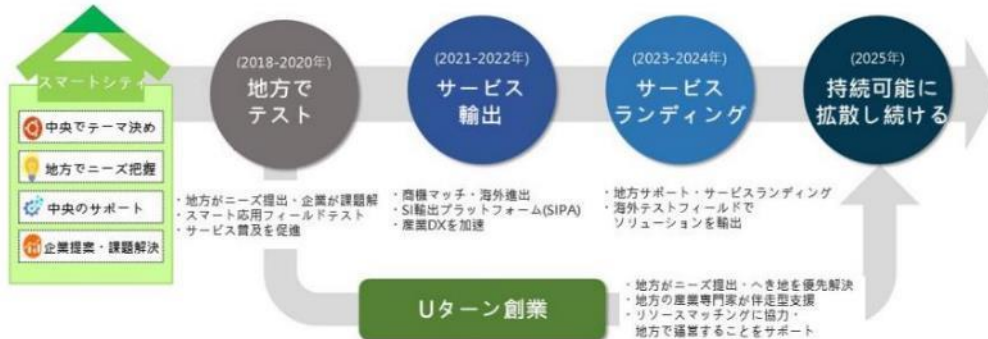 スマートシティ
中央でテーマ決め
地方でニーズ把握
中央のサポート
企業提案・課題解決
(2018-2020年)
地方で
テスト
・地方がニーズ提出・企業が課題解
・スマート応用フィールドテスト
・サービス普及を促進
(2021-2022年)
サービス
輸出
・商機マッチ・海外進出
・SI輸出プラットフォーム(SIPA)
・産業DXを加速
(2023-2024年)
サービス
ランディング
・地方サポート・サービスランディング
・海外テストフィールドで
ソリューションを輸出
(2025年)
持続可能に
拡散し続ける
Uターン創業
・地方がニーズ提出・へき地を優先解決
・地方の産業専門家が伴走型支援
・リソースマッチングに協力・
地方で運営することをサポート